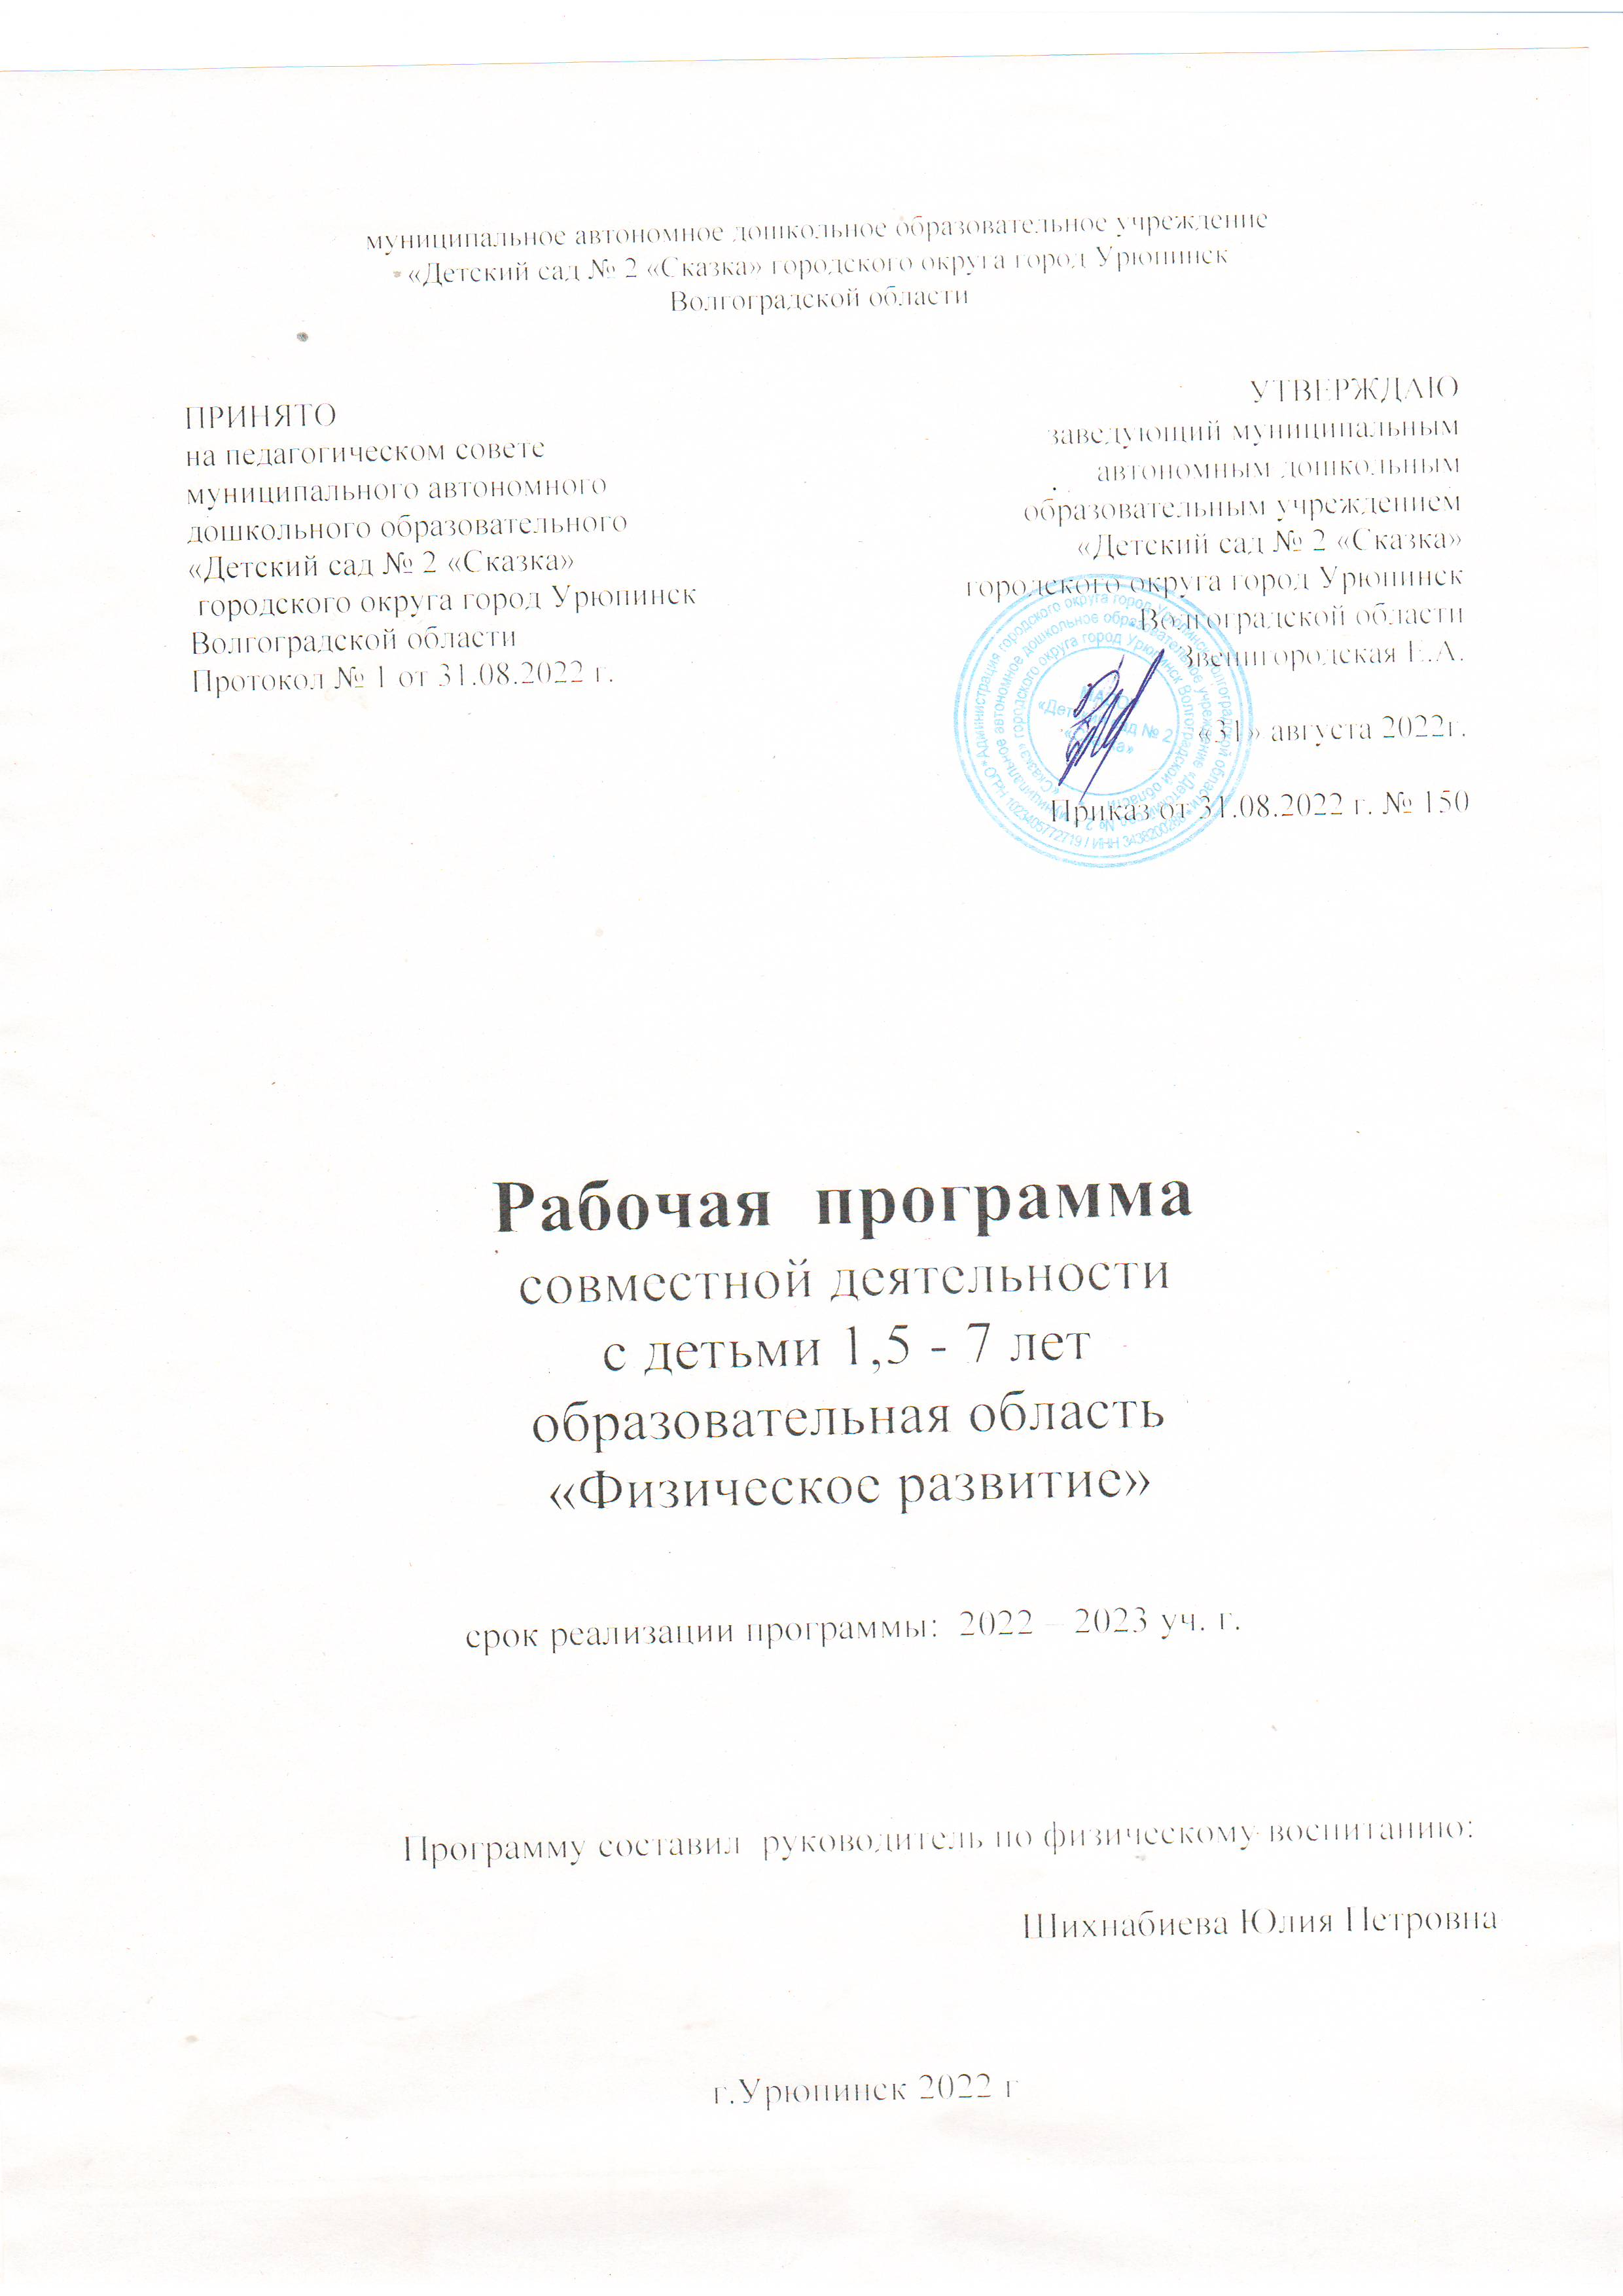 муниципальное автономное дошкольное образовательное учреждение
«Детский сад № 2 «Сказка» городского округа город Урюпинск
Волгоградской области
ПРИНЯТО
на педагогическом совете
муниципального автономного
дошкольного образовательного
«Детский сад № 2 «Сказка»
городского округа город Урюпинск
Волгоградской области
Протокол № 1 от 31.08.2022 г.
УТВЕРЖДАЮ
заведующий муниципальным
автономным дошкольным
образовательным учреждением
«Детский сад № 2 «Сказка»
городского округа город Урюпинск
Волгоградской области
Звенигородская Е.А.
«31» августа 2022г.
Приказ от 31.08.2022 г. № 150
Рабочая программа
совместной деятельности
с детьми 1,5 - 7 лет
образовательная область
«Физическое развитие»
срок реализации программы: 2022 – 2023 уч. г.
Программу составил руководитель по физическому воспитанию:
Шихнабиева Юлия Петровна
г.Урюпинск 2022 г